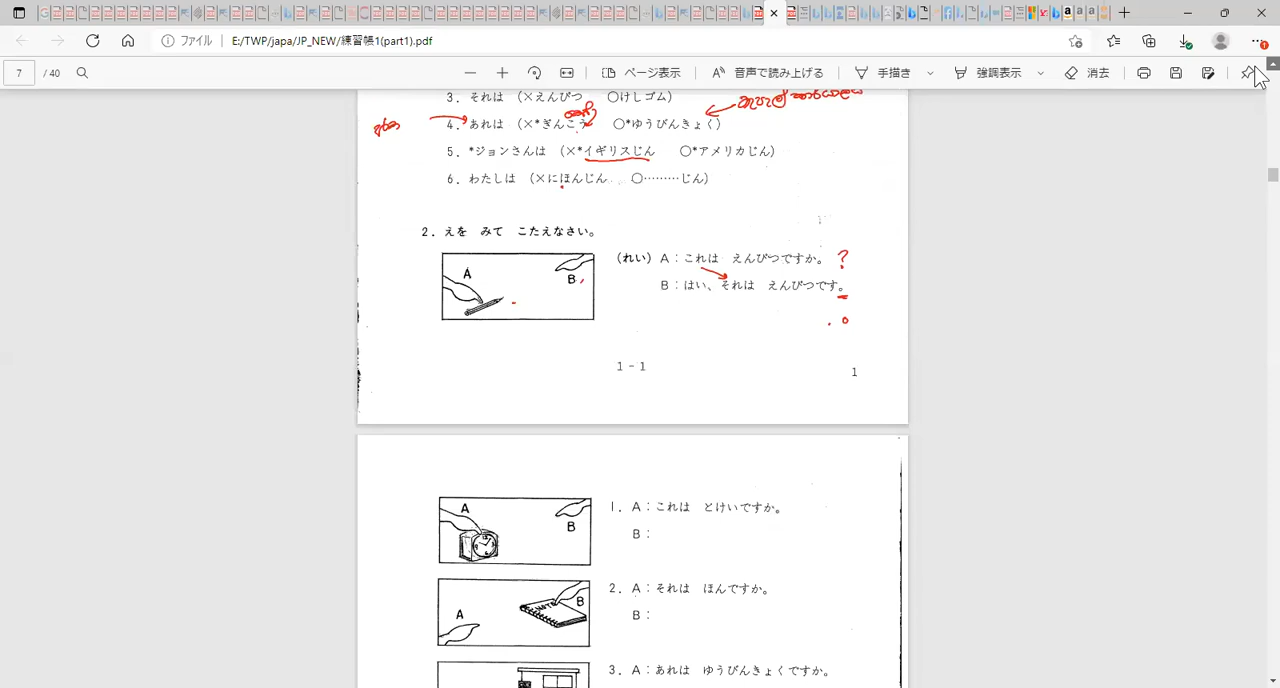 ファイル E:/TWP/japa/JP_NEW/練習帳1(part1).pdf
7 / 40 ページ表示 音声で読み上げる 手描き 強調表示 消去
3．それは （×えんぴつ ○けしゴム）
4．あれは （×*ぎんこう ○*ゆうびんきょく）
5．*ジョンさんは （×*イギリスじん ○*アメリカじん）
6．わたしは （×にほんじん ○………じん）
2．えを みて こたえなさい。
A
B
（れい） A：これは えんぴつですか。 ?
B：はい、それは えんぴつです。
1－1
1
A
B
1．A：これは とけいですか。
B：
A
B
2．A：それは ほんですか。
B：
3．A：あれは ゆうびんきょくですか。